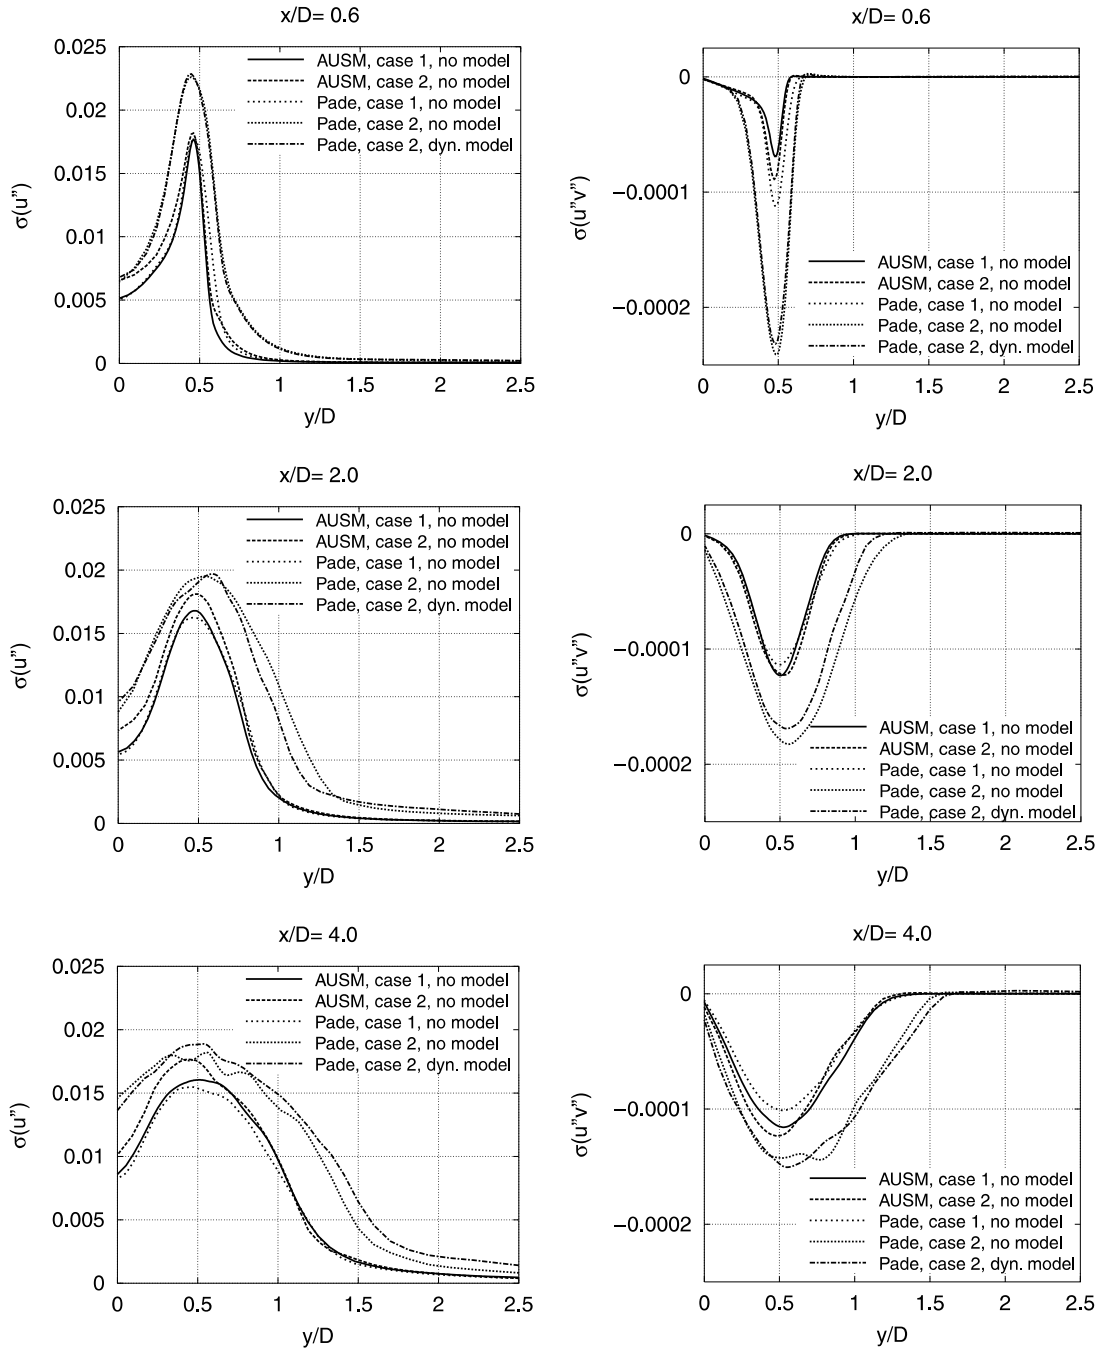 x/D= 0.6
0.025
0.02
0.015
0.01
0.005
0
σ(u")
AUSM, case 1, no model
AUSM, case 2, no model
Pade, case 1, no model
Pade, case 2, no model
Pade, case 2, dyn. model
0 0.5 1 1.5 2 2.5
y/D
x/D= 0.6
0
−0.0001
−0.0002
σ(u"v")
AUSM, case 1, no model
AUSM, case 2, no model
Pade, case 1, no model
Pade, case 2, no model
Pade, case 2, dyn. model
0 0.5 1 1.5 2 2.5
y/D
x/D= 2.0
0.025
0.02
0.015
0.01
0.005
0
σ(u")
AUSM, case 1, no model
AUSM, case 2, no model
Pade, case 1, no model
Pade, case 2, no model
Pade, case 2, dyn. model
0 0.5 1 1.5 2 2.5
y/D
x/D= 2.0
0
−0.0001
−0.0002
σ(u"v")
AUSM, case 1, no model
AUSM, case 2, no model
Pade, case 1, no model
Pade, case 2, no model
Pade, case 2, dyn. model
0 0.5 1 1.5 2 2.5
y/D
x/D= 4.0
0.025
0.02
0.015
0.01
0.005
0
σ(u")
AUSM, case 1, no model
AUSM, case 2, no model
Pade, case 1, no model
Pade, case 2, no model
Pade, case 2, dyn. model
0 0.5 1 1.5 2 2.5
y/D
x/D= 4.0
0
−0.0001
−0.0002
σ(u"v")
AUSM, case 1, no model
AUSM, case 2, no model
Pade, case 1, no model
Pade, case 2, no model
Pade, case 2, dyn. model
0 0.5 1 1.5 2 2.5
y/D